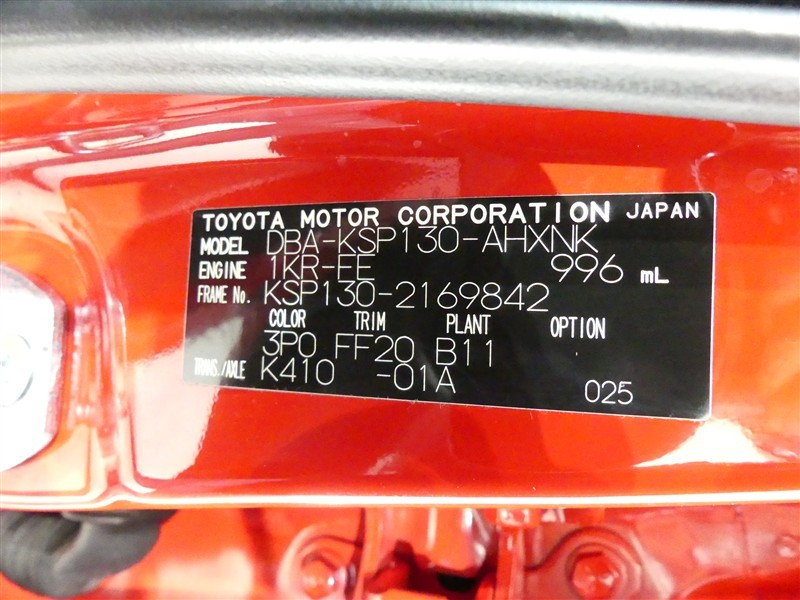 TOYOTA MOTOR CORPORATION JAPAN
MODEL DBA-KSP130-AHXNK
ENGINE 1KR-FE 996 mL
FRAME No. KSP130-2169842
COLOR TRIM PLANT OPTION
3P0 FF20 B11
TRANS./AXLE K410 -01A 025